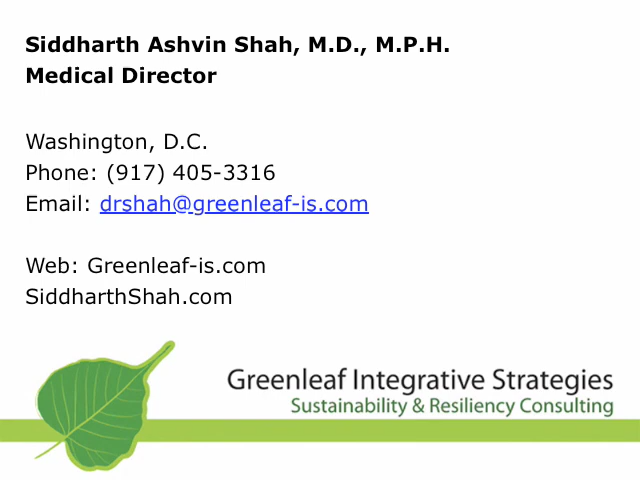 Siddharth Ashvin Shah, M.D., M.P.H.
Medical Director
Washington, D.C.
Phone: (917) 405-3316
Email: drshah@greenleaf-is.com
Web: Greenleaf-is.com
SiddharthShah.com
Greenleaf Integrative Strategies
Sustainability & Resiliency Consulting